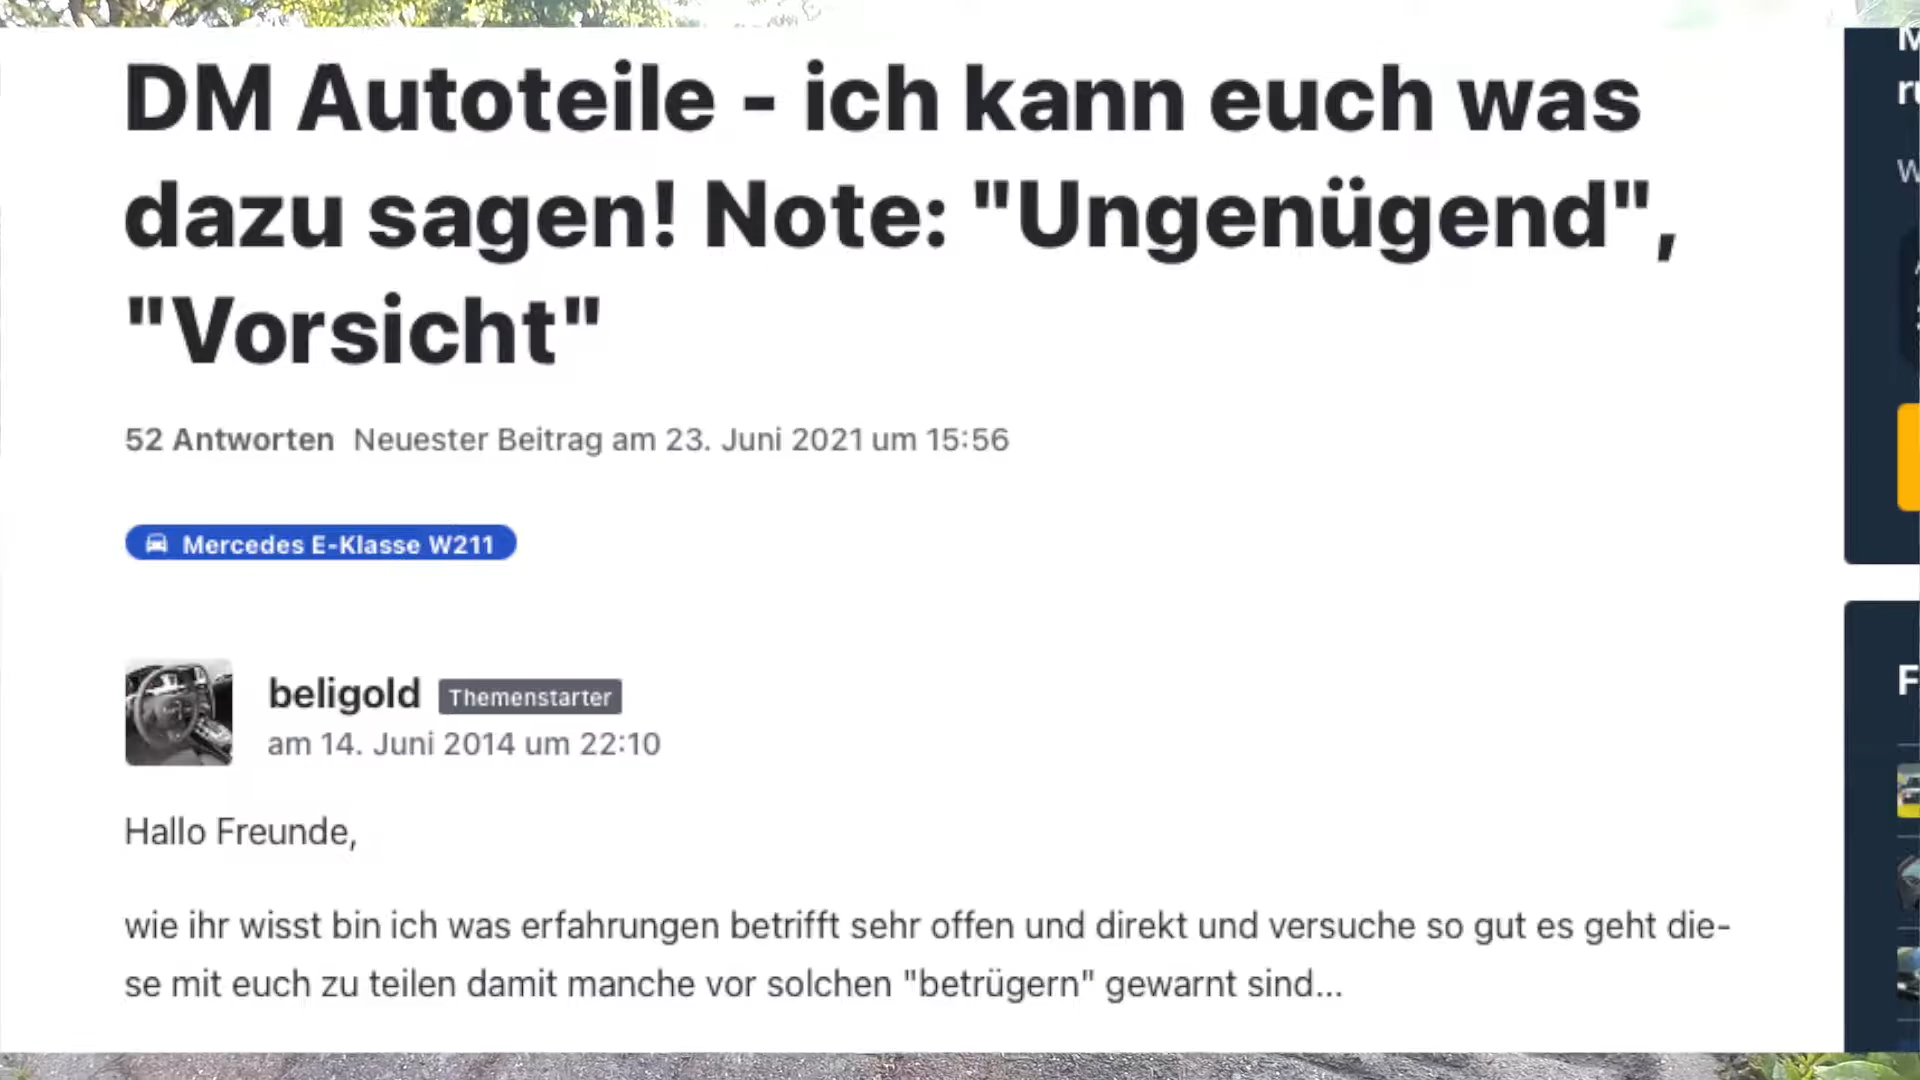 DM Autoteile - ich kann euch was
dazu sagen! Note: "Ungenügend",
"Vorsicht"
52 Antworten Neuester Beitrag am 23. Juni 2021 um 15:56
Mercedes E-Klasse W211
beligold Themenstarter
am 14. Juni 2014 um 22:10
Hallo Freunde,
wie ihr wisst bin ich was erfahrungen betrifft sehr offen und direkt und versuche so gut es geht die-
se mit euch zu teilen damit manche vor solchen "betrügern" gewarnt sind...